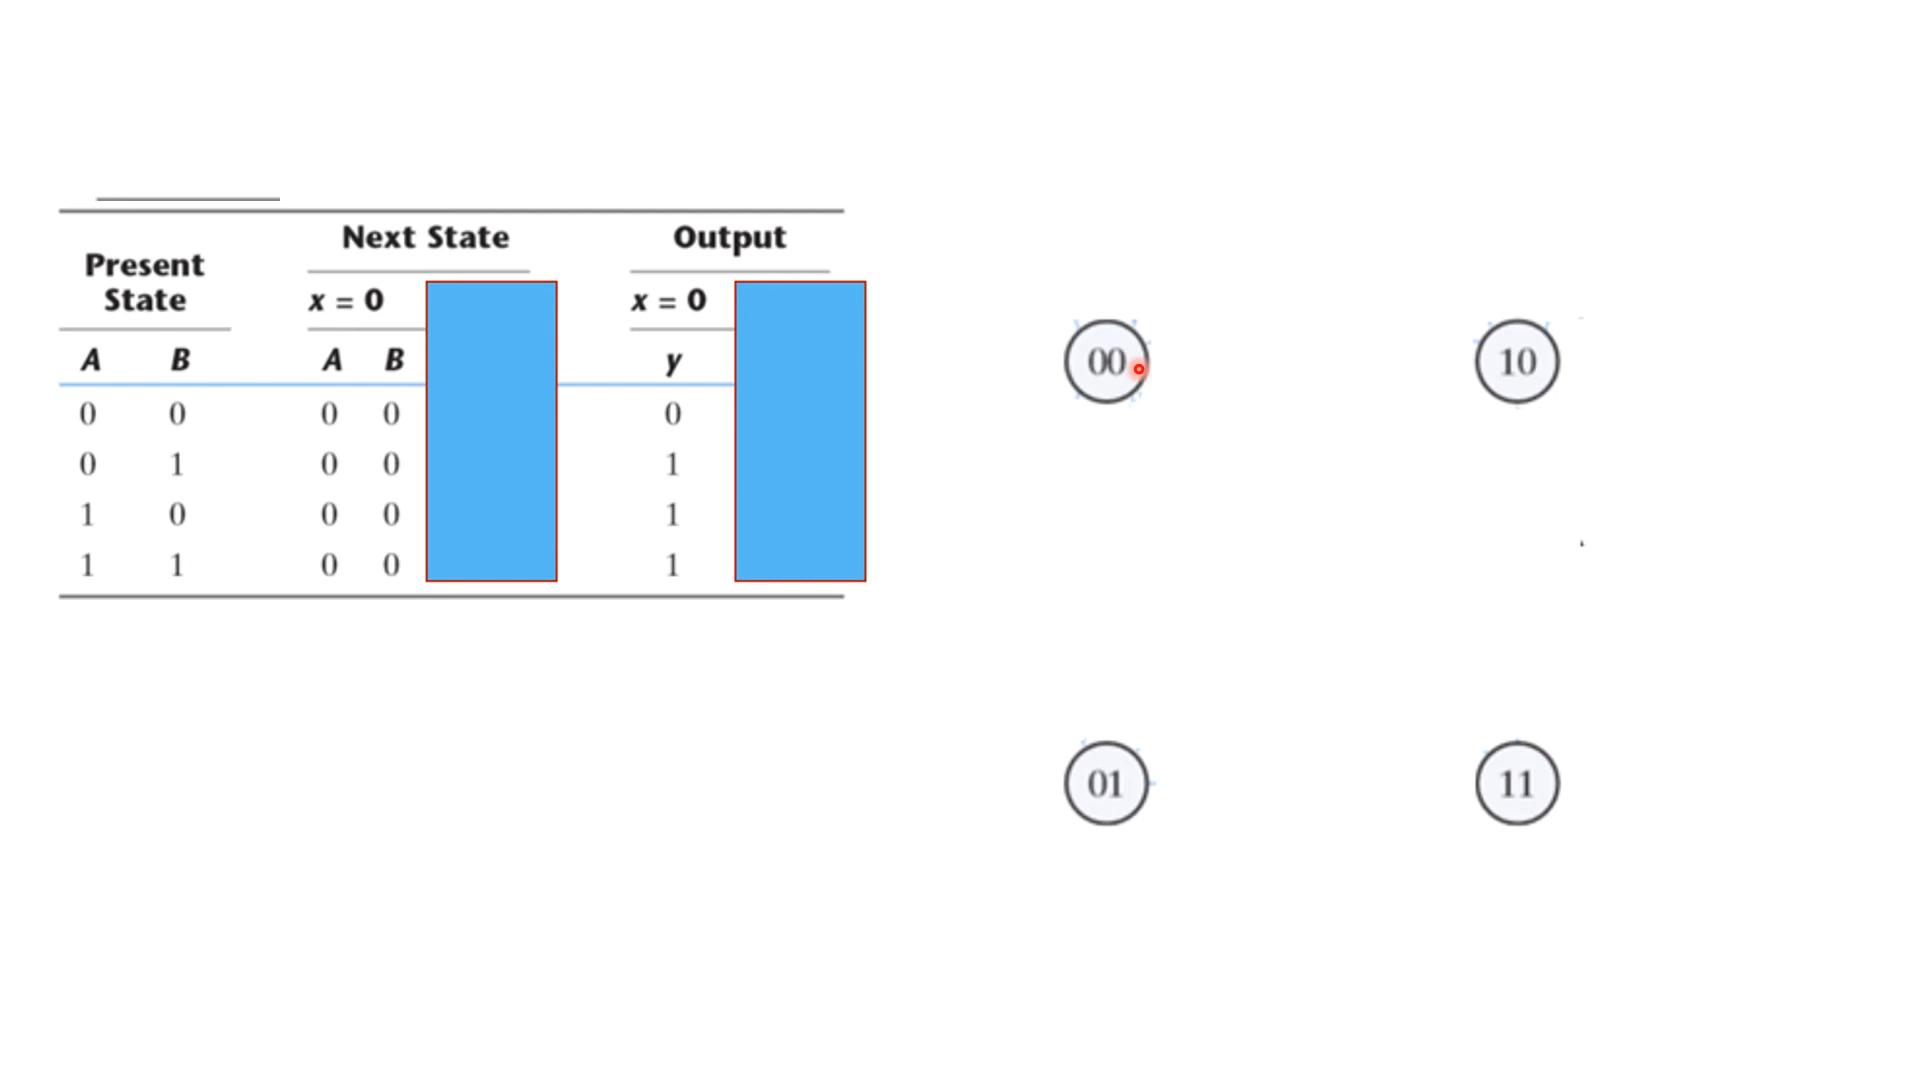 Next State Output
Present State
x = 0 x = 0
A B A B y
0 0 0 0 0
0 1 0 0 1
1 0 0 0 1
1 1 0 0 1
00 10
01 11